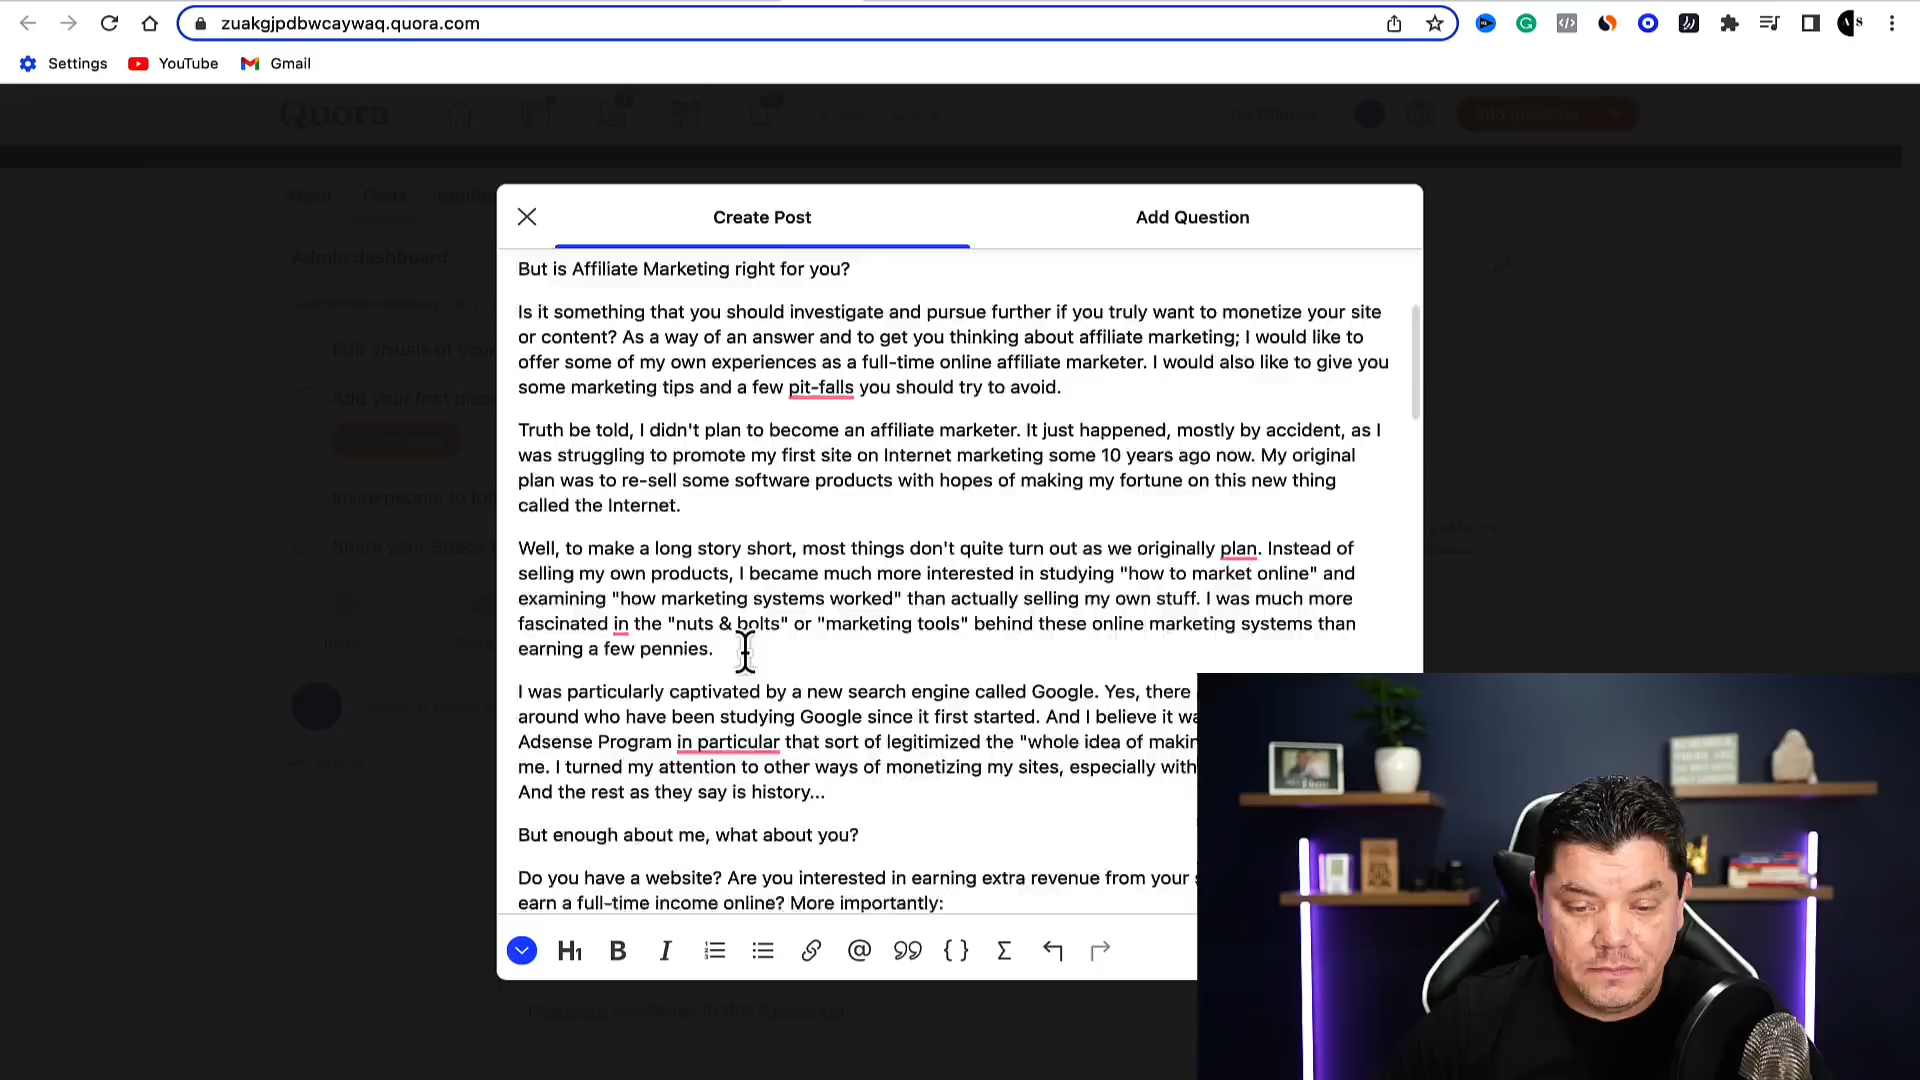 zuakgjpdbwcaywaq.quora.com
Settings
YouTube
Gmail
Quora
Add question
About
Posts
Admin dashboard
Create Post
Add Question
But is Affiliate Marketing right for you?
Is it something that you should investigate and pursue further if you truly want to monetize your site
or content? As a way of an answer and to get you thinking about affiliate marketing; I would like to
offer some of my own experiences as a full-time online affiliate marketer. I would also like to give you
some marketing tips and a few pit-falls you should try to avoid.
Truth be told, I didn't plan to become an affiliate marketer. It just happened, mostly by accident, as I
was struggling to promote my first site on Internet marketing some 10 years ago now. My original
plan was to re-sell some software products with hopes of making my fortune on this new thing
called the Internet.
Well, to make a long story short, most things don't quite turn out as we originally plan. Instead of
selling my own products, I became much more interested in studying "how to market online" and
examining "how marketing systems worked" than actually selling my own stuff. I was much more
fascinated in the "nuts & bolts" or "marketing tools" behind these online marketing systems than
earning a few pennies.
I was particularly captivated by a new search engine called Google. Yes, there
around who have been studying Google since it first started. And I believe it wa
Adsense Program in particular that sort of legitimized the "whole idea of makin
me. I turned my attention to other ways of monetizing my sites, especially with
And the rest as they say is history...
But enough about me, what about you?
Do you have a website? Are you interested in earning extra revenue from your s
earn a full-time income online? More importantly:
H1 B I